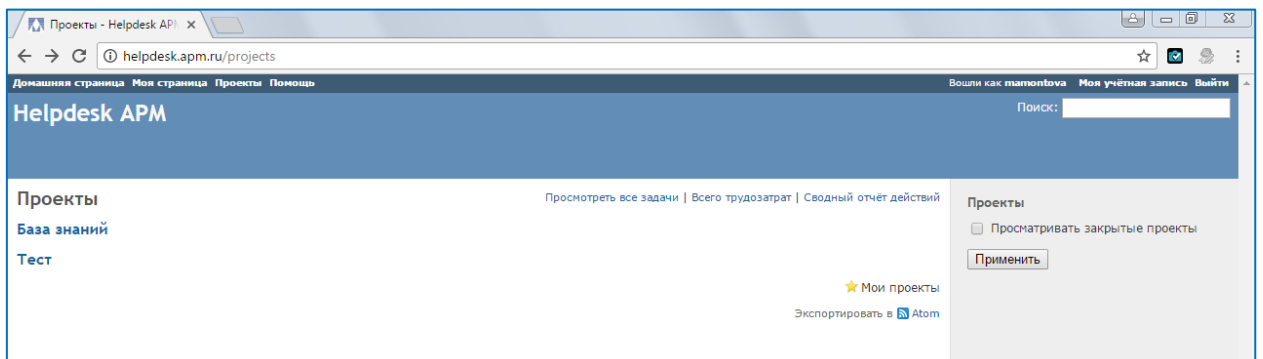 Проекты - Helpdesk AP
helpdesk.apm.ru/projects
Домашняя страница Моя страница Проекты Помощь
Вошли как mamontova Моя учётная запись Выйти
Helpdesk APM
Поиск:
Проекты
Просмотреть все задачи | Всего трудозатрат | Сводный отчёт действий
База знаний
Тест
Мои проекты
Экспортировать в Atom
Проекты
Просматривать закрытые проекты
Применить